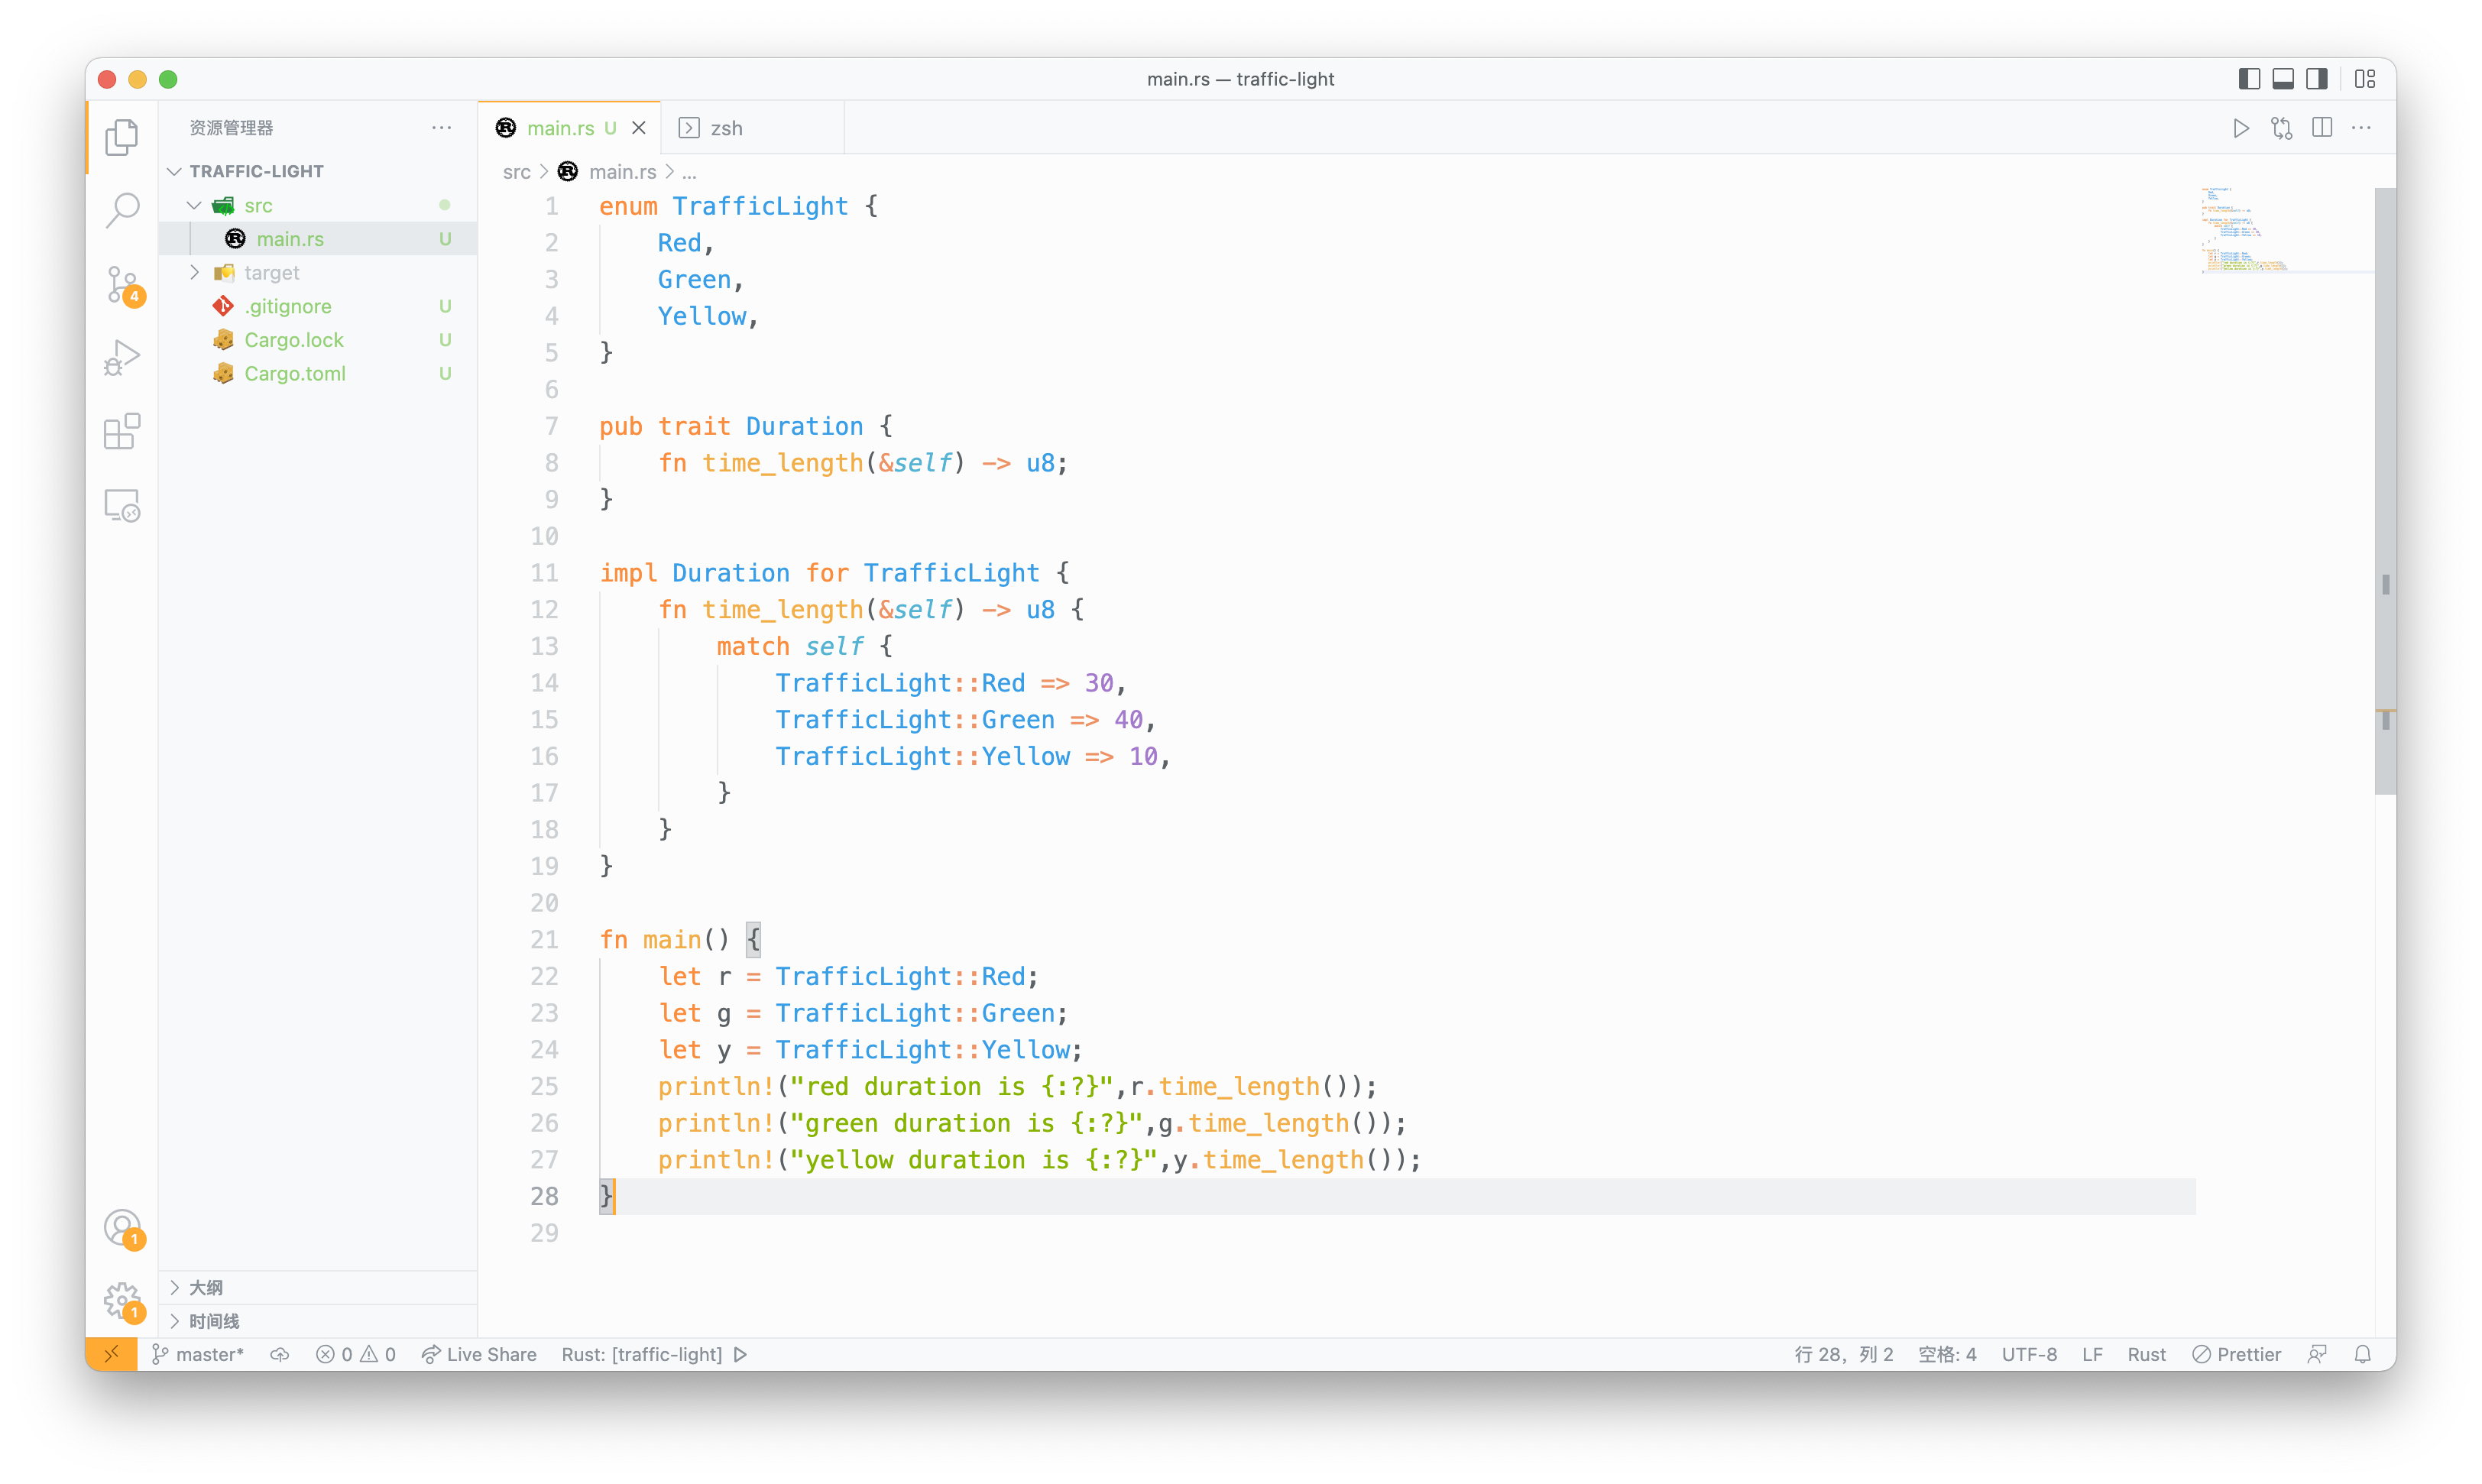 main.rs — traffic-light
资源管理器
TRAFFIC-LIGHT
src
main.rs U
target
.gitignore U
Cargo.lock U
Cargo.toml U
大纲
时间线
4
1
1
main.rs U
zsh
src > main.rs > ...
1 enum TrafficLight {
2     Red,
3     Green,
4     Yellow,
5 }
6
7 pub trait Duration {
8     fn time_length(&self) -> u8;
9 }
10
11 impl Duration for TrafficLight {
12     fn time_length(&self) -> u8 {
13         match self {
14             TrafficLight::Red => 30,
15             TrafficLight::Green => 40,
16             TrafficLight::Yellow => 10,
17         }
18     }
19 }
20
21 fn main() {
22     let r = TrafficLight::Red;
23     let g = TrafficLight::Green;
24     let y = TrafficLight::Yellow;
25     println!("red duration is {:?}",r.time_length());
26     println!("green duration is {:?}",g.time_length());
27     println!("yellow duration is {:?}",y.time_length());
28 }
29
master* 0 0 Live Share Rust: [traffic-light] 行 28，列 2 空格: 4 UTF-8 LF Rust Prettier